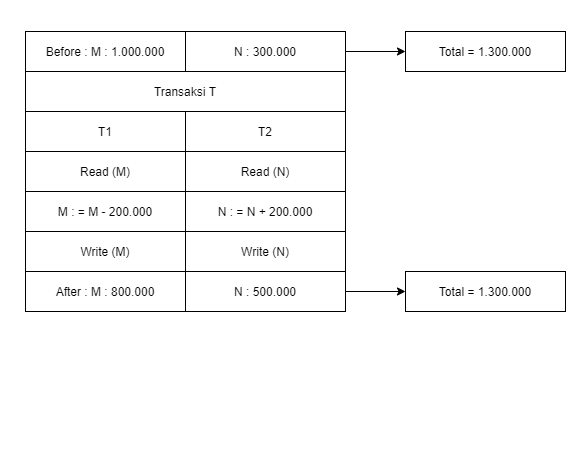 Before : M : 1.000.000
N : 300.000
Total = 1.300.000
Transaksi T
T1
T2
Read (M)
Read (N)
M : = M - 200.000
N : = N + 200.000
Write (M)
Write (N)
After : M : 800.000
N : 500.000
Total = 1.300.000